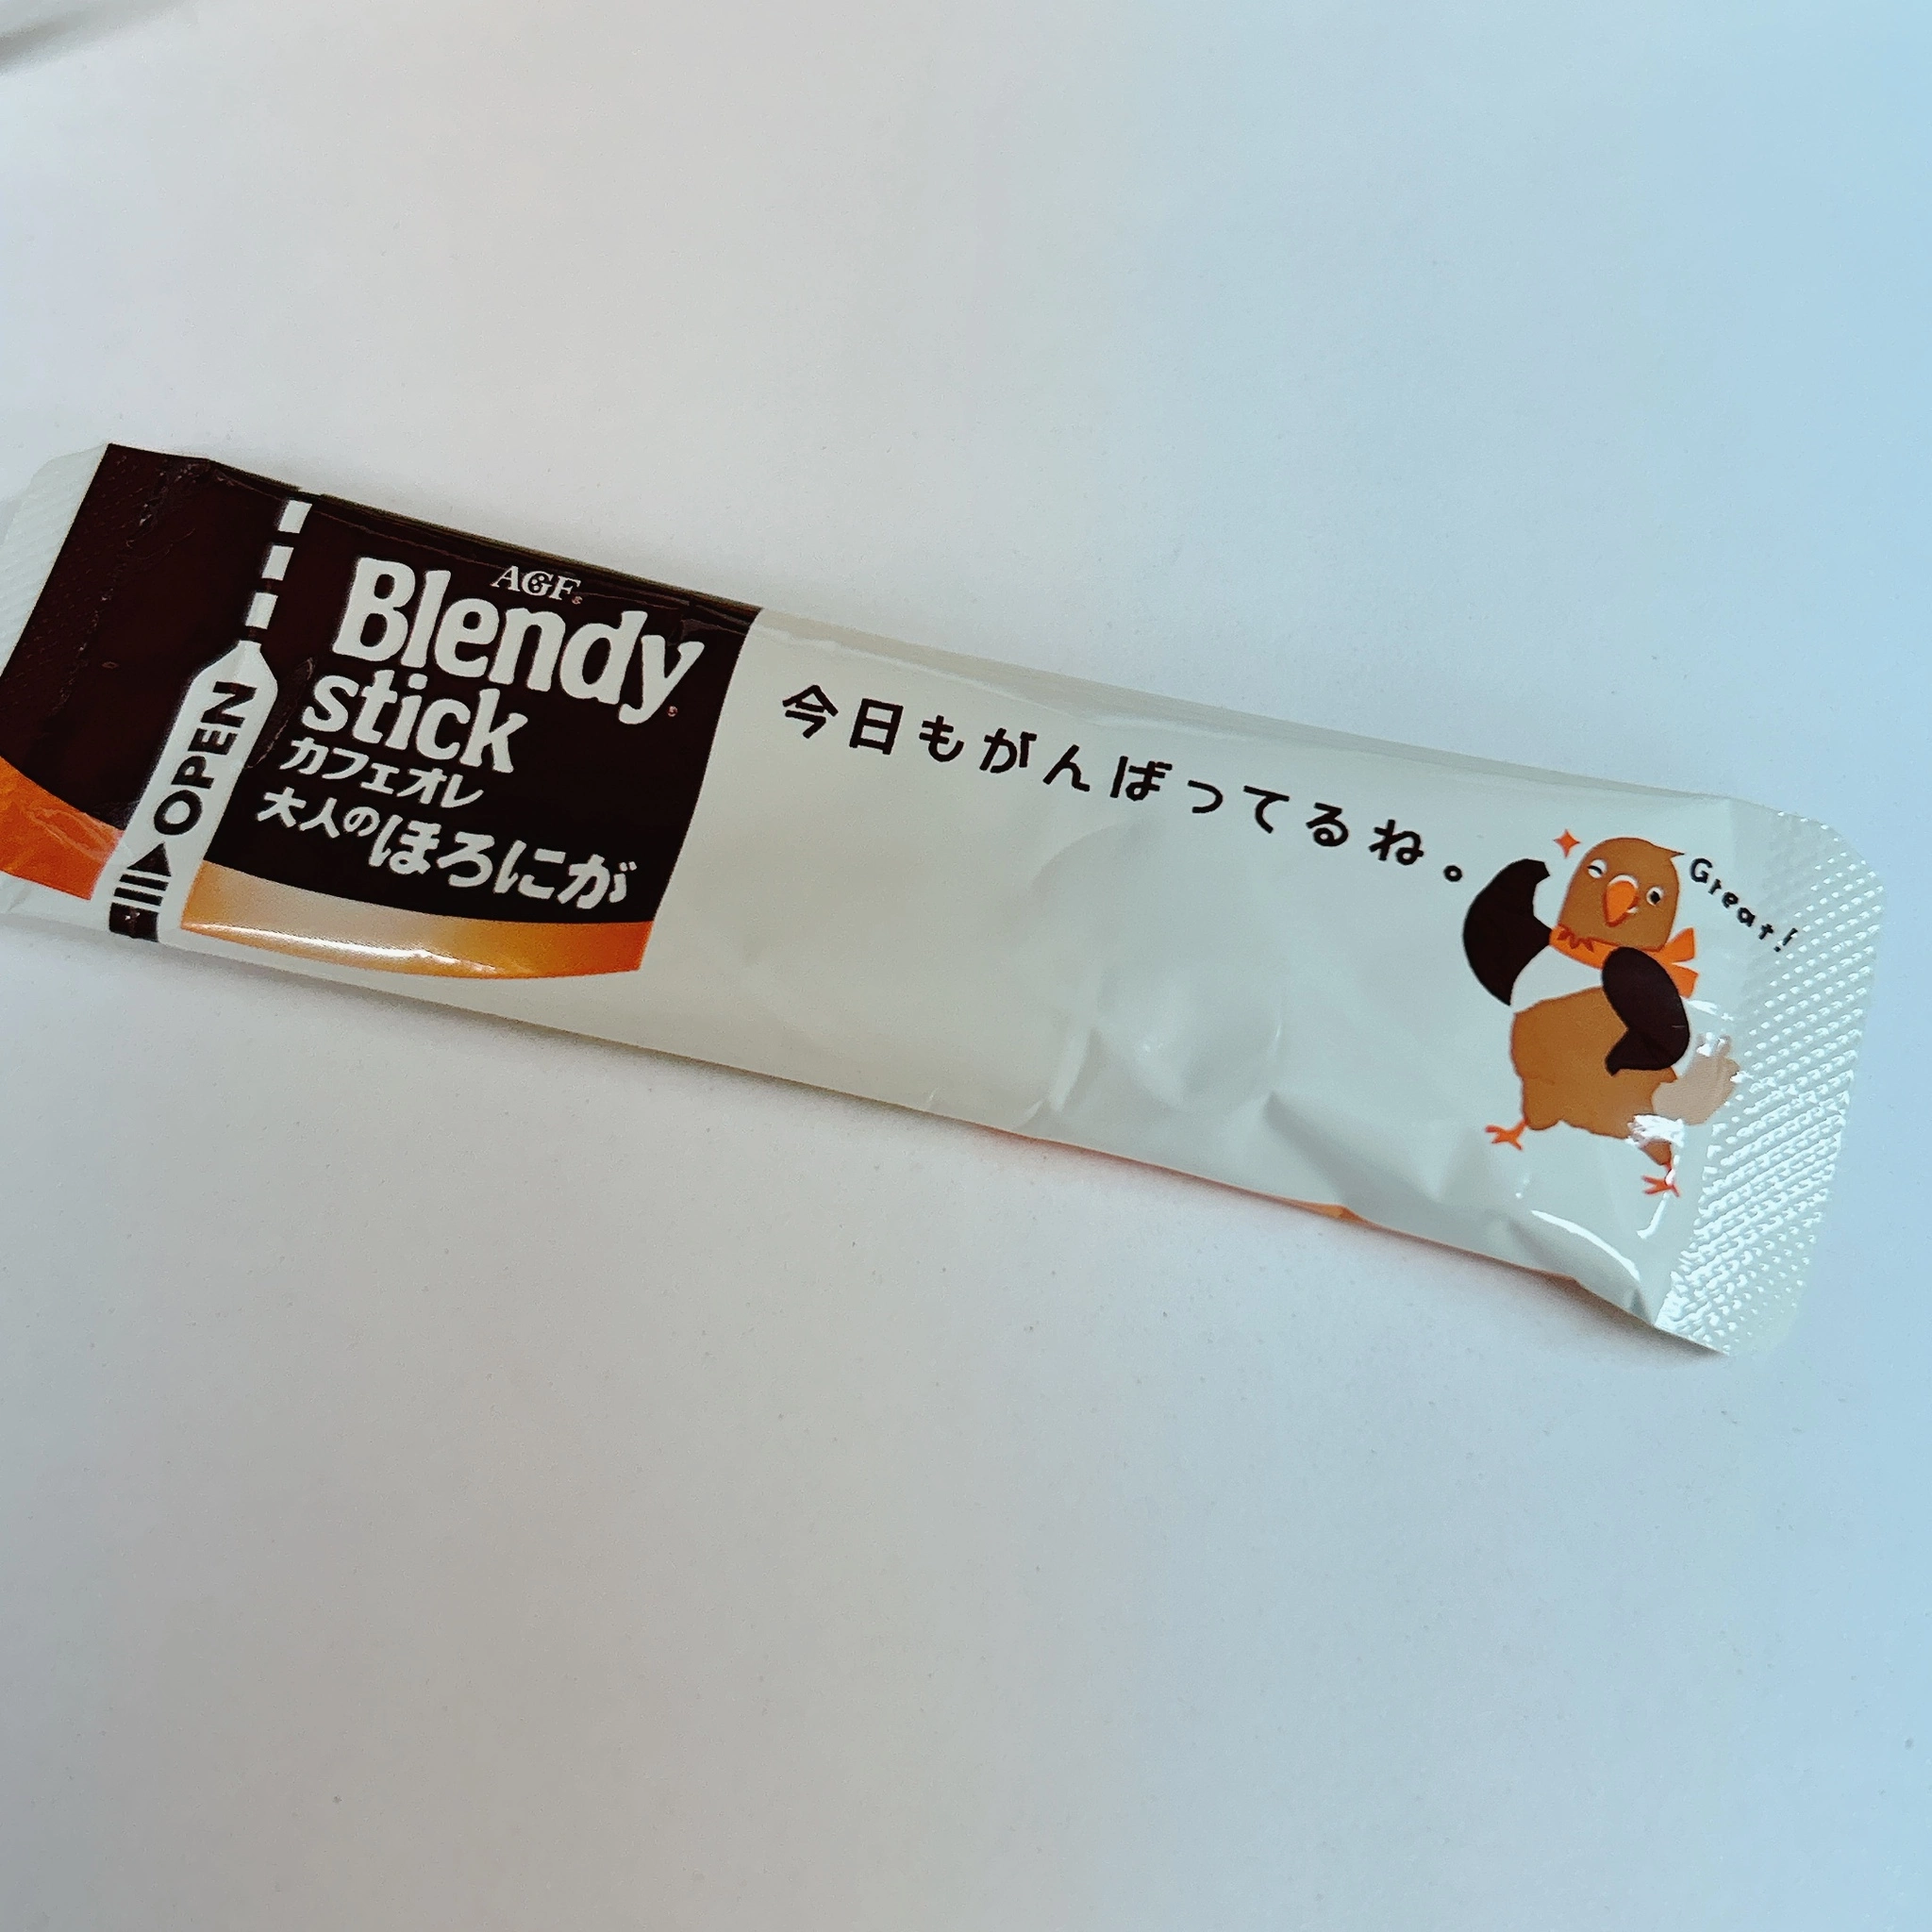 AGF®
Blendy®
stick
カフェオレ
大人のほろにが
OPEN
今日もがんばってるね。
Great!